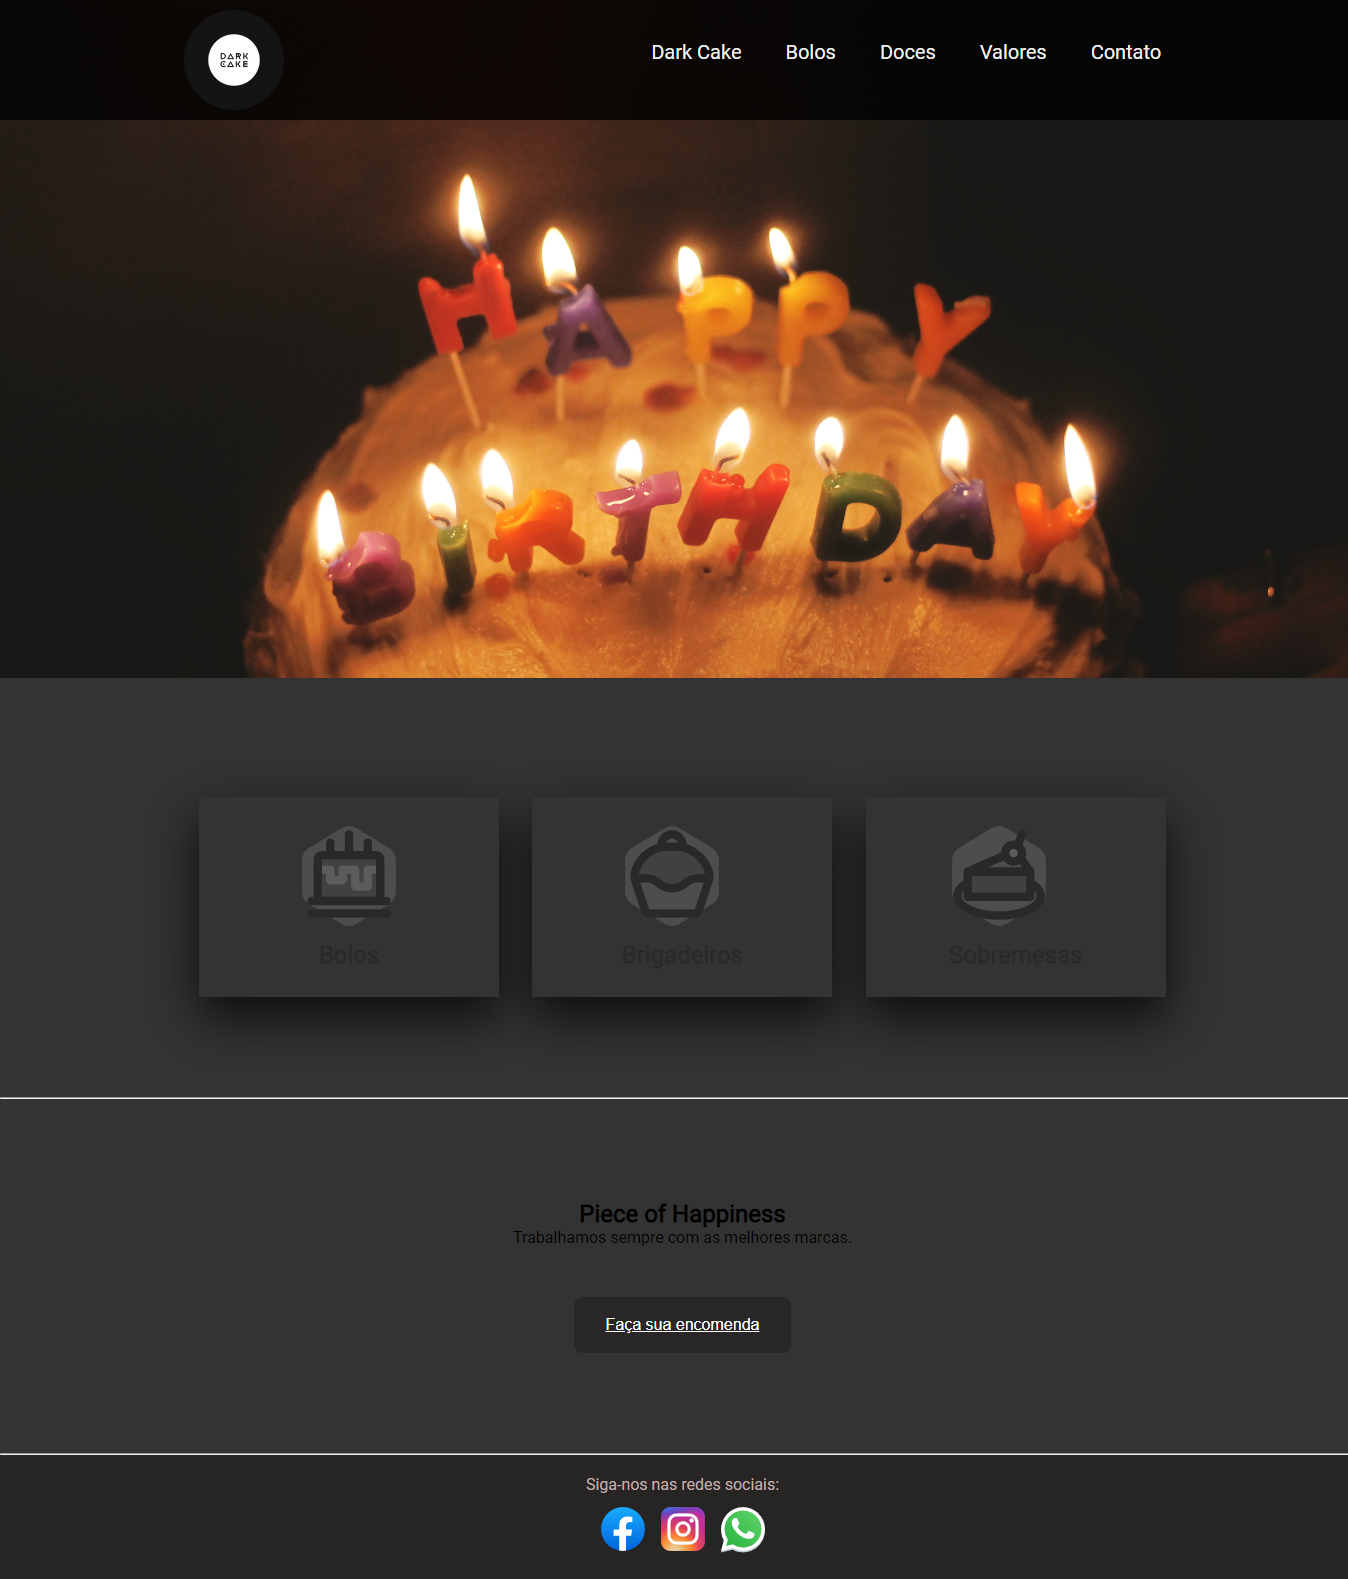 DARK
CAKE
Dark Cake Bolos Doces Valores Contato
HAPPY
BIRTHDAY
Bolos Brigadeiros Sobremesas
Piece of Happiness
Trabalhamos sempre com as melhores marcas.
Faça sua encomenda
Siga-nos nas redes sociais: